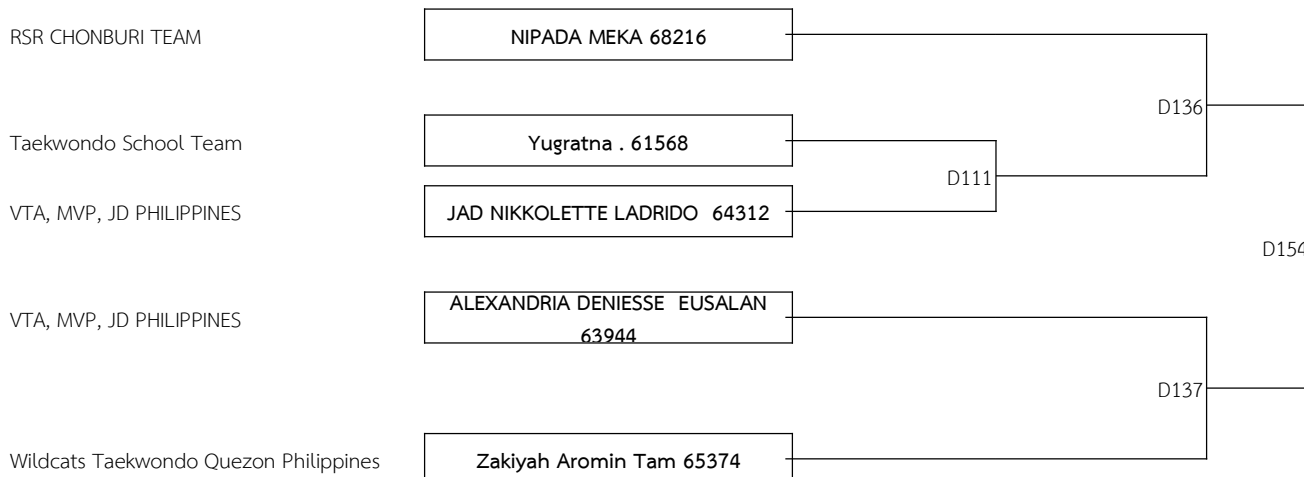 RSR CHONBURI TEAM
NIPADA MEKA 68216
D136
Taekwondo School Team
Yugratna . 61568
D111
VTA, MVP, JD PHILIPPINES
JAD NIKKOLETTE LADRIDO  64312
D154
VTA, MVP, JD PHILIPPINES
ALEXANDRIA DENIESSE  EUSALAN
63944
D137
Wildcats Taekwondo Quezon Philippines
Zakiyah Aromin Tam 65374